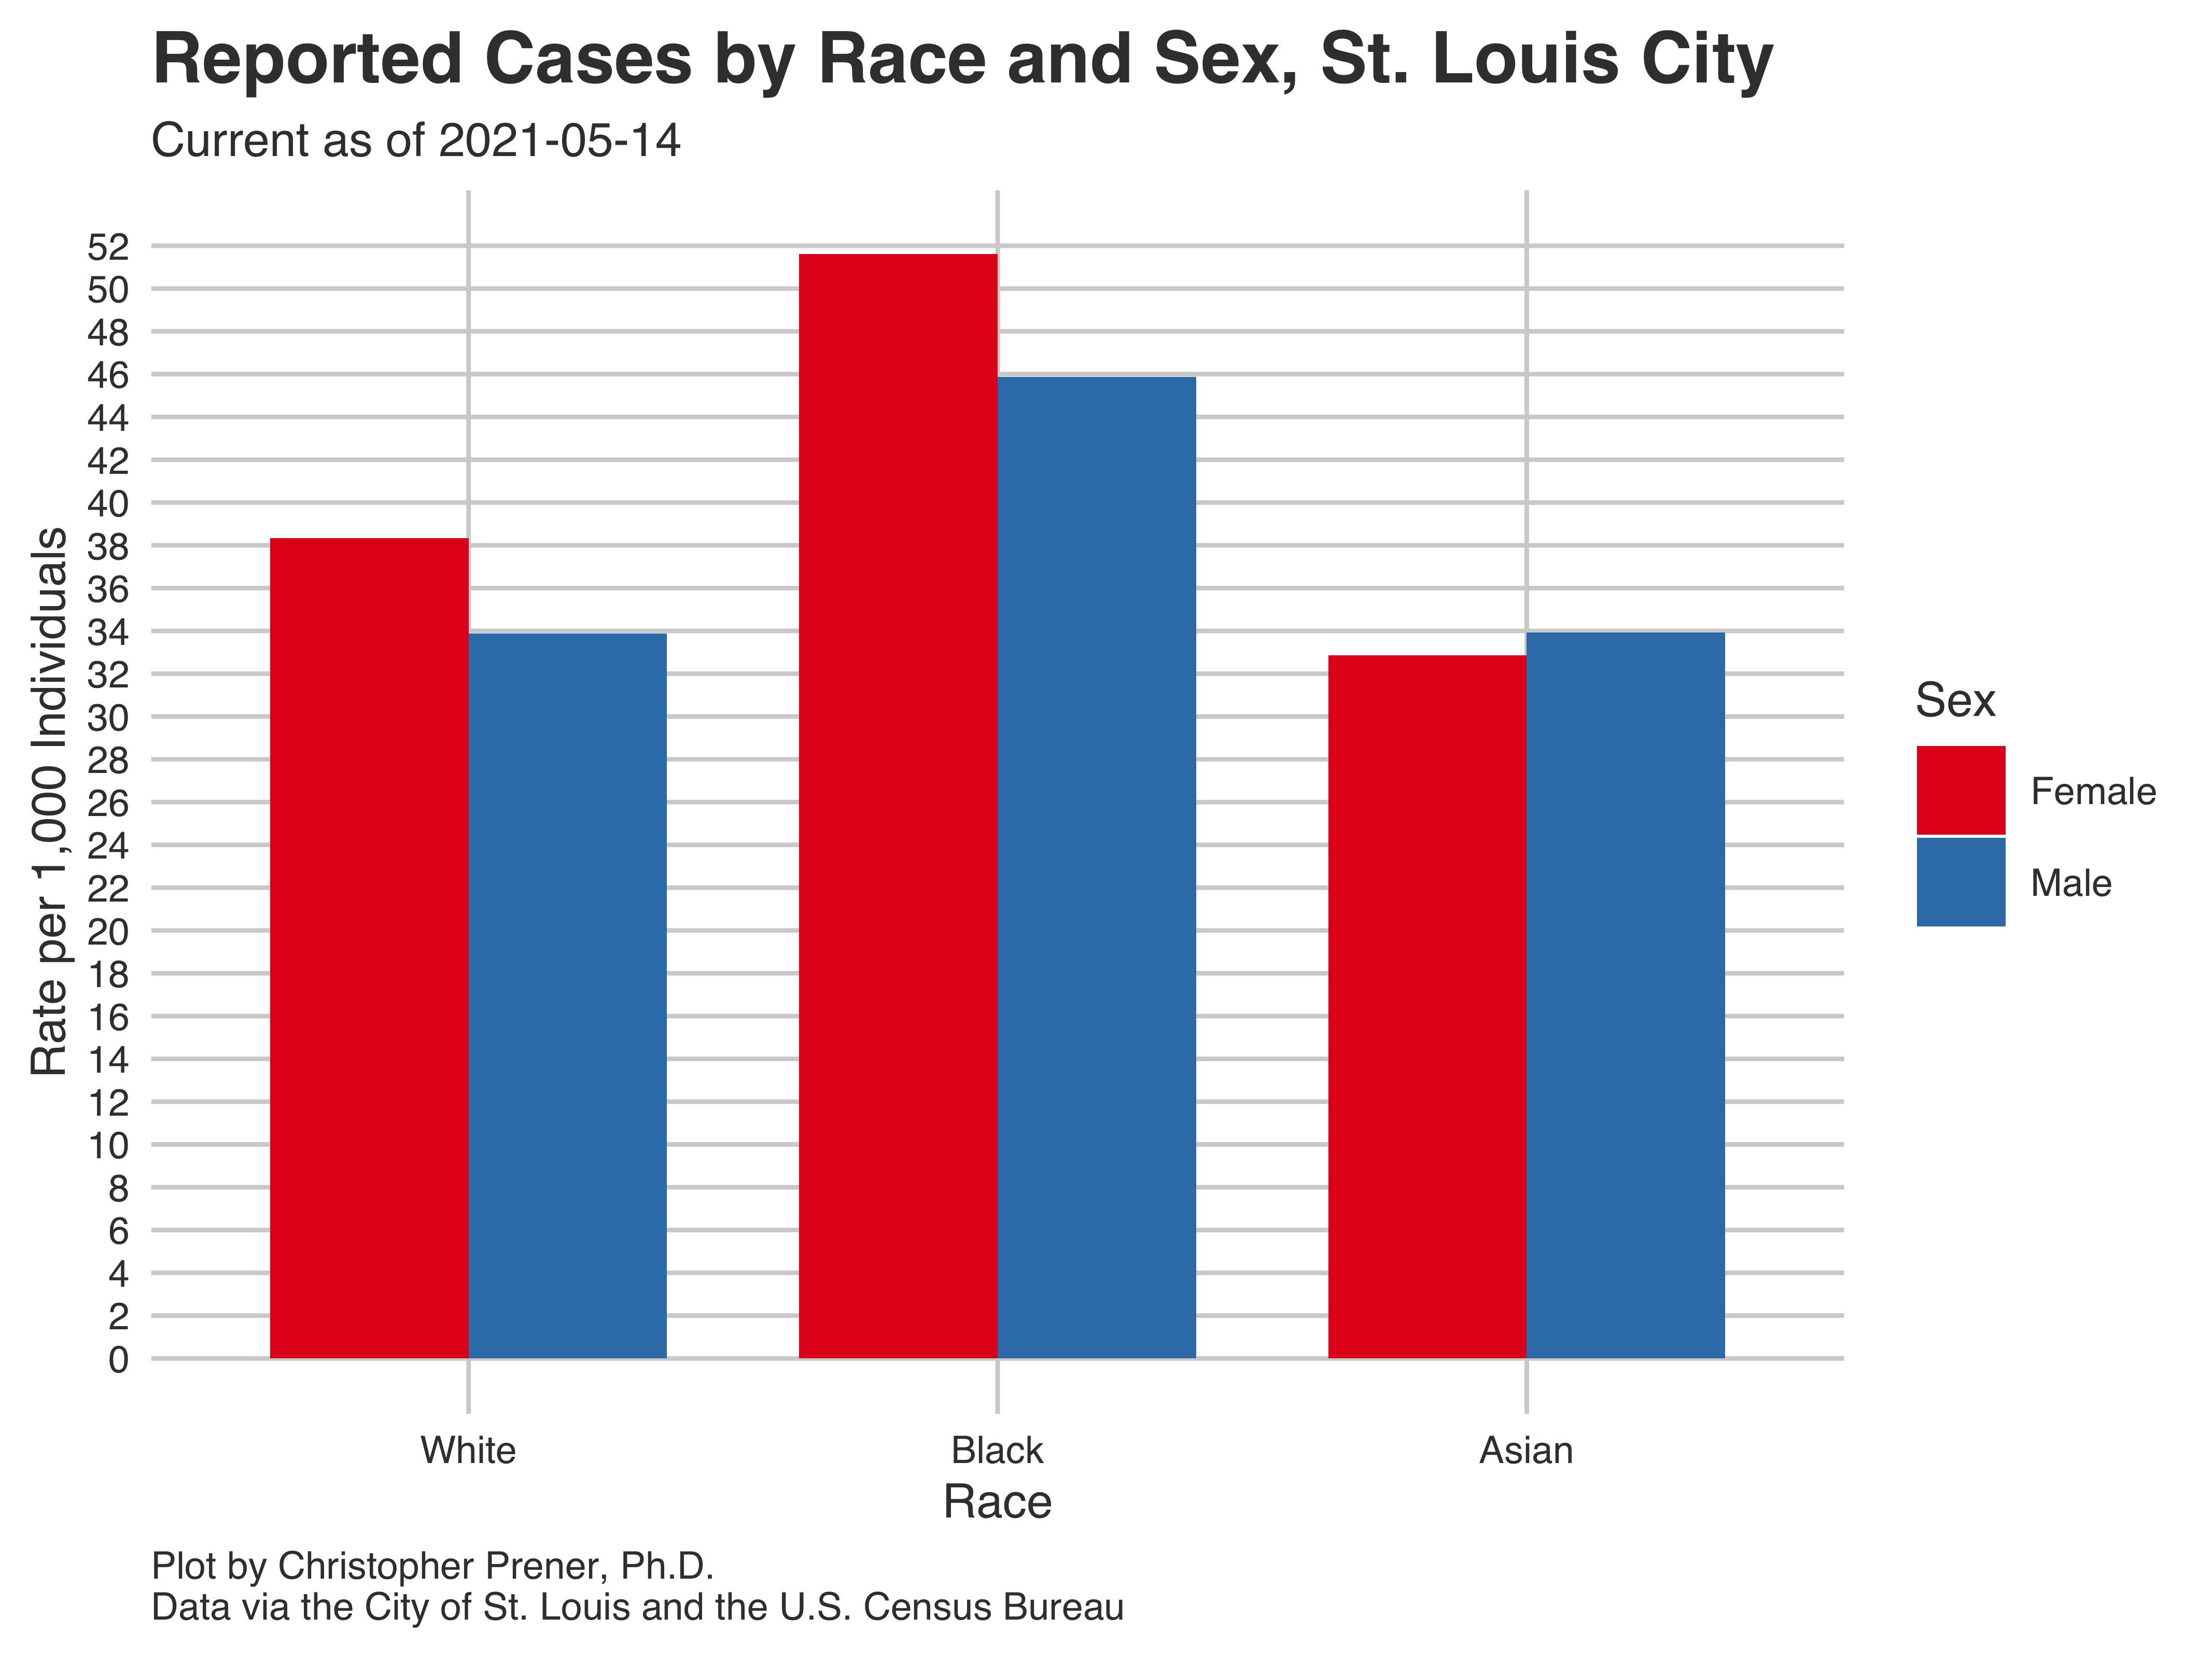 Reported Cases by Race and Sex, St. Louis City
Current as of 2021-05-14
Rate per 1,000 Individuals
52
50
48
46
44
42
40
38
36
34
32
30
28
26
24
22
20
18
16
14
12
10
8
6
4
2
0
White
Black
Asian
Race
Sex
Female
Male
Plot by Christopher Prener, Ph.D.
Data via the City of St. Louis and the U.S. Census Bureau